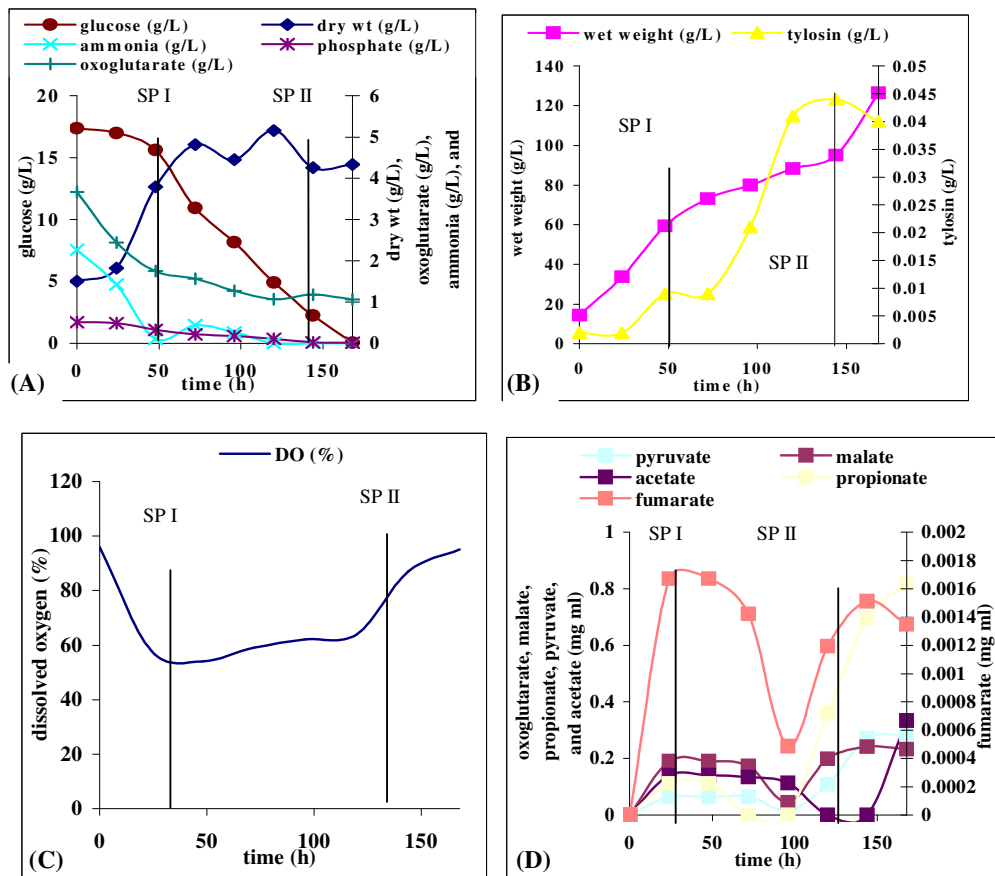 glucose (g/L) dry wt (g/L)
ammonia (g/L) phosphate (g/L)
oxoglutarate (g/L)
SP I SP II
20 6
15 5
10 4
5 3
0 2
1
0
glucose (g/L)
dry wt (g/L),
oxoglutarate (g/L),
ammonia (g/L), and
0 50 100 150
time (h)
(A)
wet weight (g/L) tylosin (g/L)
SP I
SP II
140 0.05
120 0.045
100 0.04
80 0.035
60 0.03
40 0.025
20 0.02
0 0.015
0.01
0.005
0
wet weight (g/L)
tylosin (g/L)
0 50 100 150
time (h)
(B)
DO (%)
SP I SP II
120
100
80
60
40
20
0
dissolved oxygen (%)
0 50 100 150
time (h)
(C)
pyruvate malate
acetate propionate
fumarate
SP I SP II
1 0.002
0.8 0.0018
0.6 0.0016
0.4 0.0014
0.2 0.0012
0 0.001
0.0008
0.0006
0.0004
0.0002
0
oxoglutarate, malate,
propionate, pyruvate,
and acetate (mg ml)
fumarate (mg ml)
0 50 100 150
time (h)
(D)